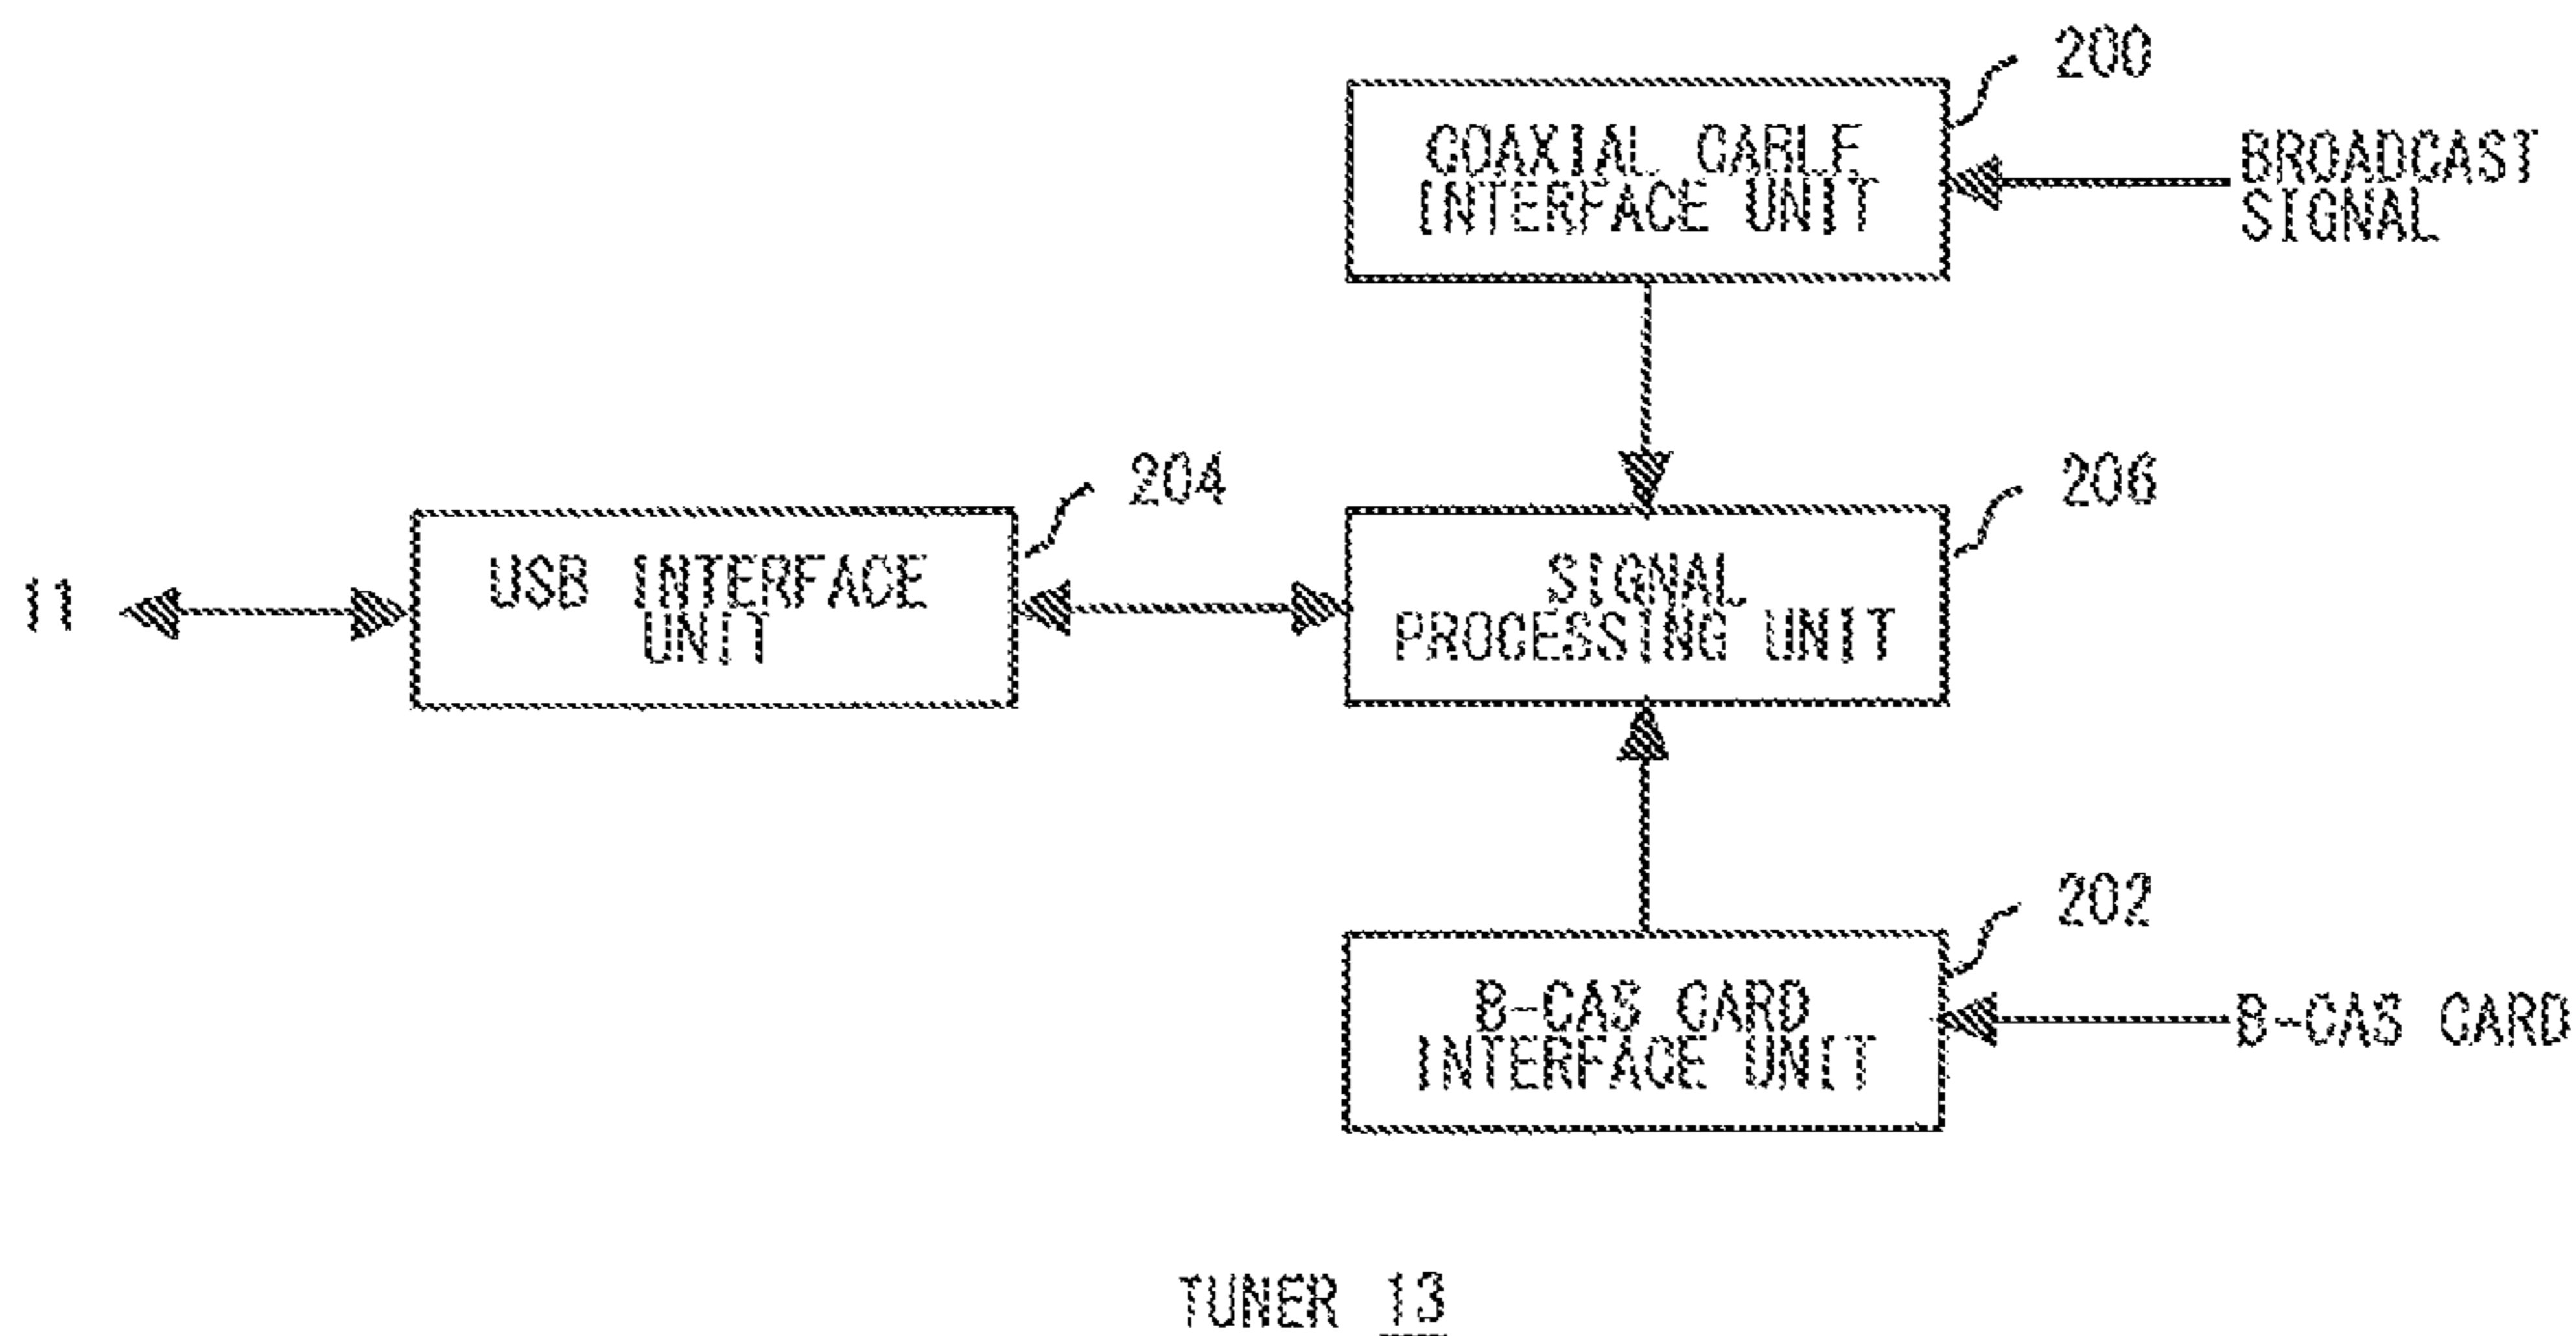 200
COAXIAL CABLE
INTERFACE UNIT
BROADCAST
SIGNAL
204
206
11
USB INTERFACE
UNIT
SIGNAL
PROCESSING UNIT
202
B-CAS CARD
INTERFACE UNIT
B-CAS CARD
TUNER 13